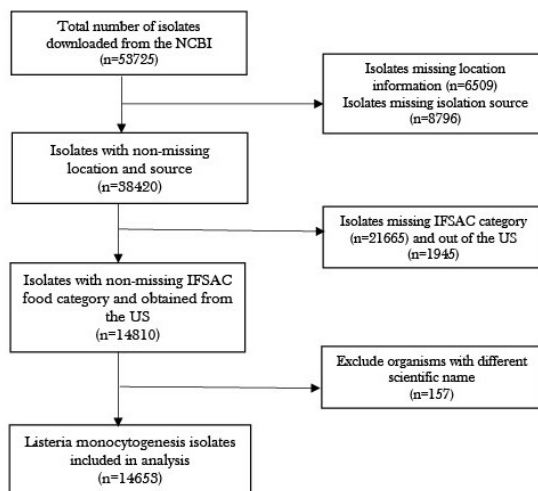 Total number of isolates
downloaded from the NCBI
(n=53725)
Isolates missing location
information (n=6509)
Isolates missing isolation source
(n=8796)
Isolates with non-missing
location and source
(n=38420)
Isolates missing IFSAC category
(n=21665) and out of the US
(n=1945)
Isolates with non-missing IFSAC
food category and obtained from
the US
(n=14810)
Exclude organisms with different
scientific name
(n=157)
Listeria monocytogenesis isolates
included in analysis
(n=14653)